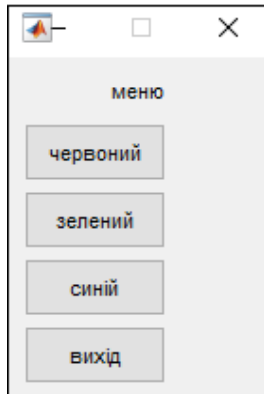 меню
червоний
зелений
синій
вихід